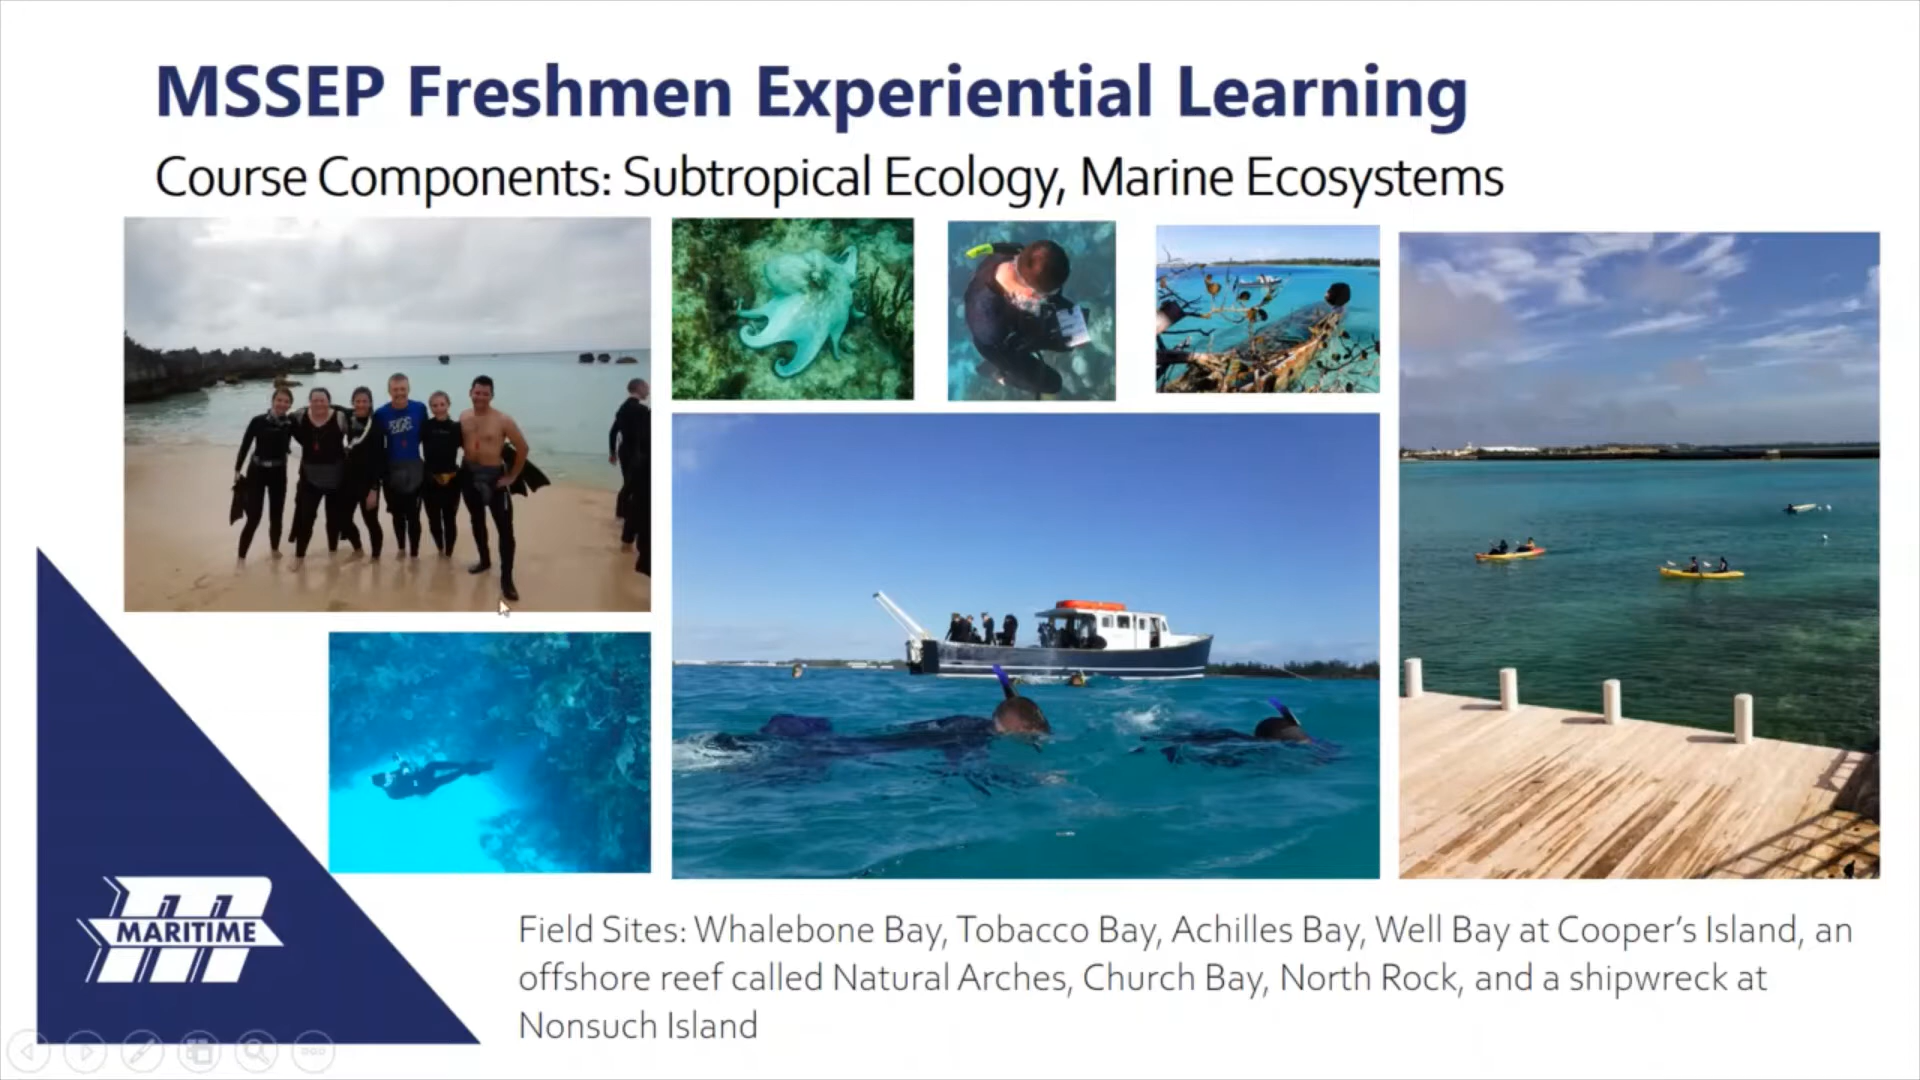 MSSEP Freshmen Experiential Learning
Course Components: Subtropical Ecology, Marine Ecosystems
MARITIME
Field Sites: Whalebone Bay, Tobacco Bay, Achilles Bay, Well Bay at Cooper's Island, an
offshore reef called Natural Arches, Church Bay, North Rock, and a shipwreck at
Nonsuch Island